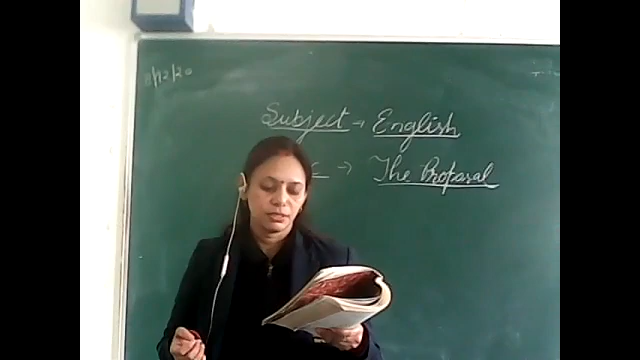 8/12/20
Subject → English
c → The Proposal